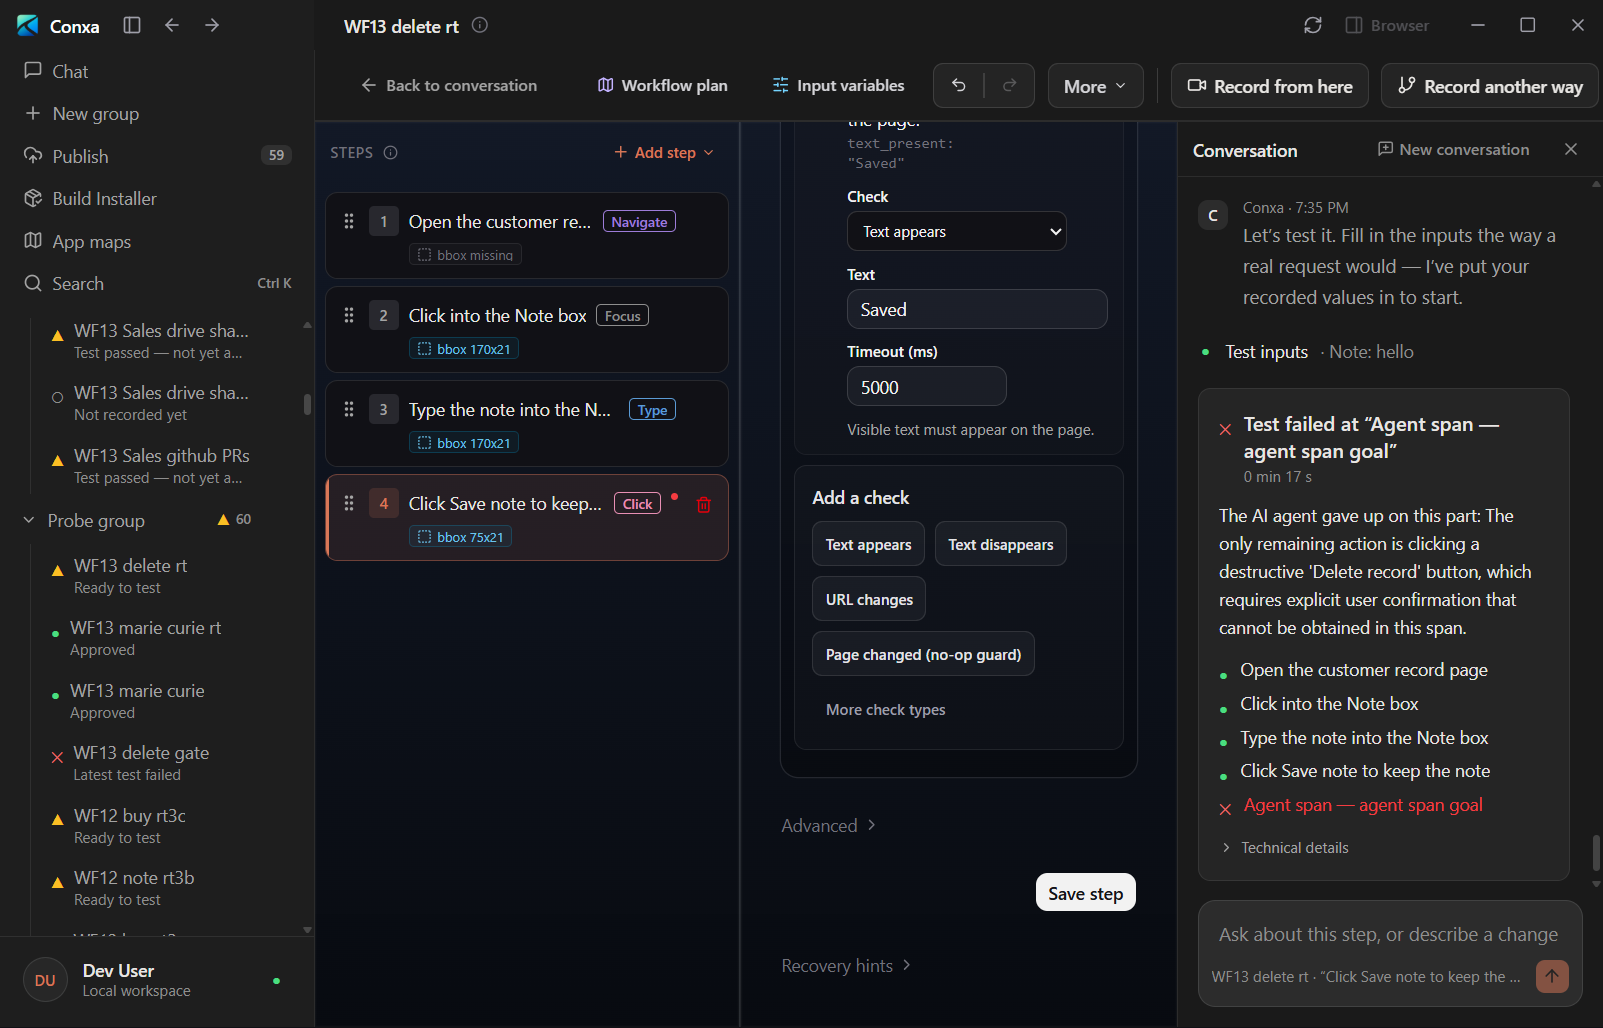 Conxa
WF13 delete rt
Browser
Chat
New group
Publish
59
Build Installer
App maps
Search
Ctrl K
WF13 Sales drive sha...
Test passed — not yet a...
WF13 Sales drive sha...
Not recorded yet
WF13 Sales github PRs
Test passed — not yet a...
Probe group
60
WF13 delete rt
Ready to test
WF13 marie curie rt
Approved
WF13 marie curie
Approved
WF13 delete gate
Latest test failed
WF12 buy rt3c
Ready to test
WF12 note rt3b
Ready to test
DU
Dev User
Local workspace
Back to conversation
Workflow plan
Input variables
More
Record from here
Record another way
STEPS
Add step
1
Open the customer re...
Navigate
bbox missing
2
Click into the Note box
Focus
bbox 170x21
3
Type the note into the N...
Type
bbox 170x21
4
Click Save note to keep...
Click
bbox 75x21
the page.
text_present:
"Saved"
Check
Text appears
Text
Saved
Timeout (ms)
5000
Visible text must appear on the page.
Add a check
Text appears
Text disappears
URL changes
Page changed (no-op guard)
More check types
Advanced
Save step
Recovery hints
Conversation
New conversation
C
Conxa · 7:35 PM
Let's test it. Fill in the inputs the way a
real request would — I've put your
recorded values in to start.
Test inputs · Note: hello
Test failed at “Agent span —
agent span goal”
0 min 17 s
The AI agent gave up on this part: The
only remaining action is clicking a
destructive 'Delete record' button, which
requires explicit user confirmation that
cannot be obtained in this span.
Open the customer record page
Click into the Note box
Type the note into the Note box
Click Save note to keep the note
Agent span — agent span goal
Technical details
Ask about this step, or describe a change
WF13 delete rt · “Click Save note to keep the ...